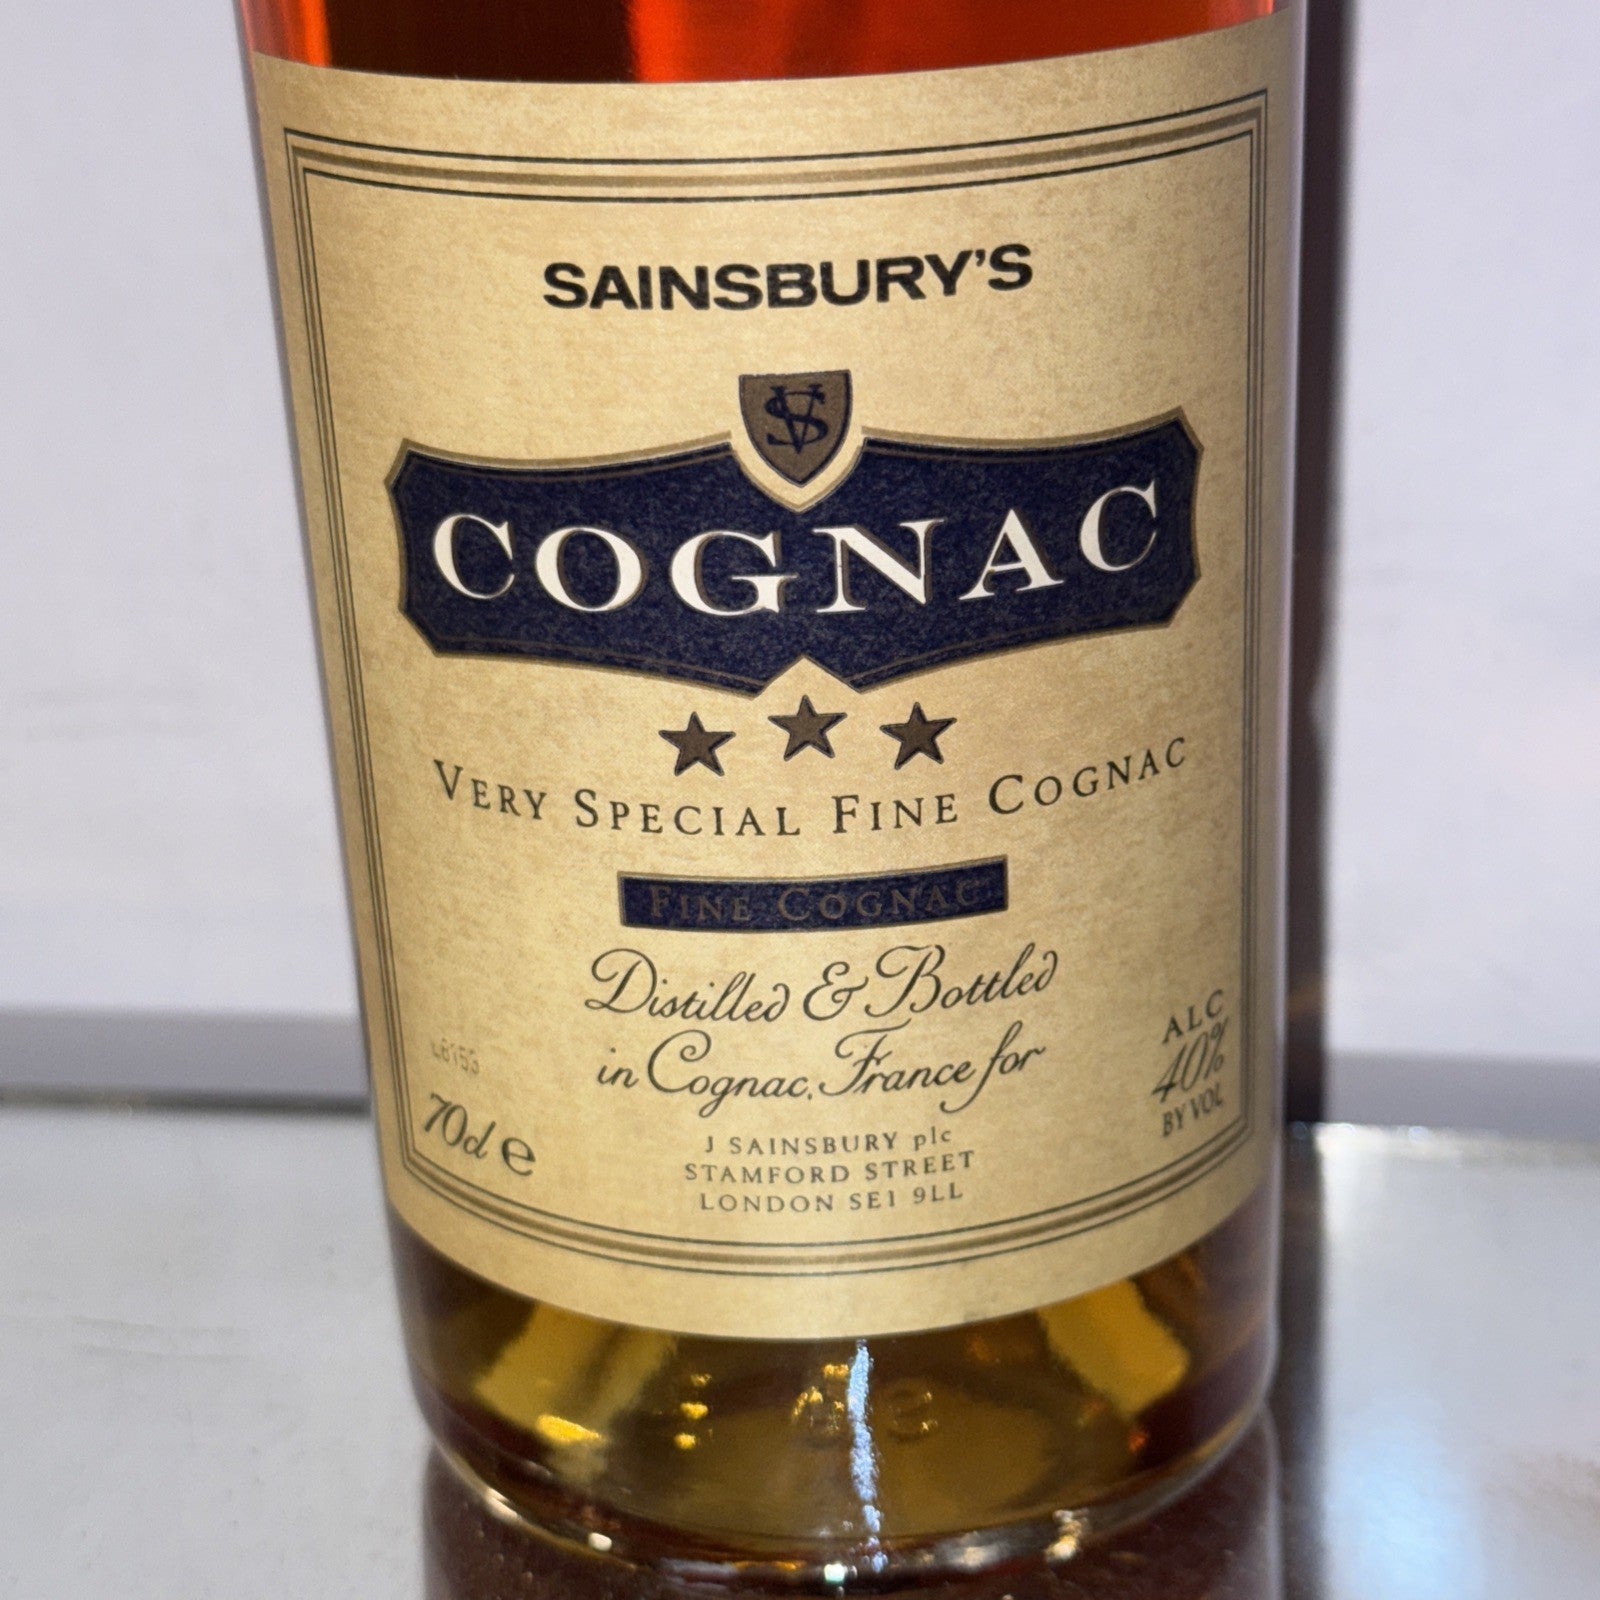 SAINSBURY'S
VS
COGNAC
VERY SPECIAL FINE COGNAC
FINE COGNAC
Distilled & Bottled
in Cognac, France for
J SAINSBURY plc
STAMFORD STREET
LONDON SE1 9LL
70cl e
ALC
40%
BY VOL